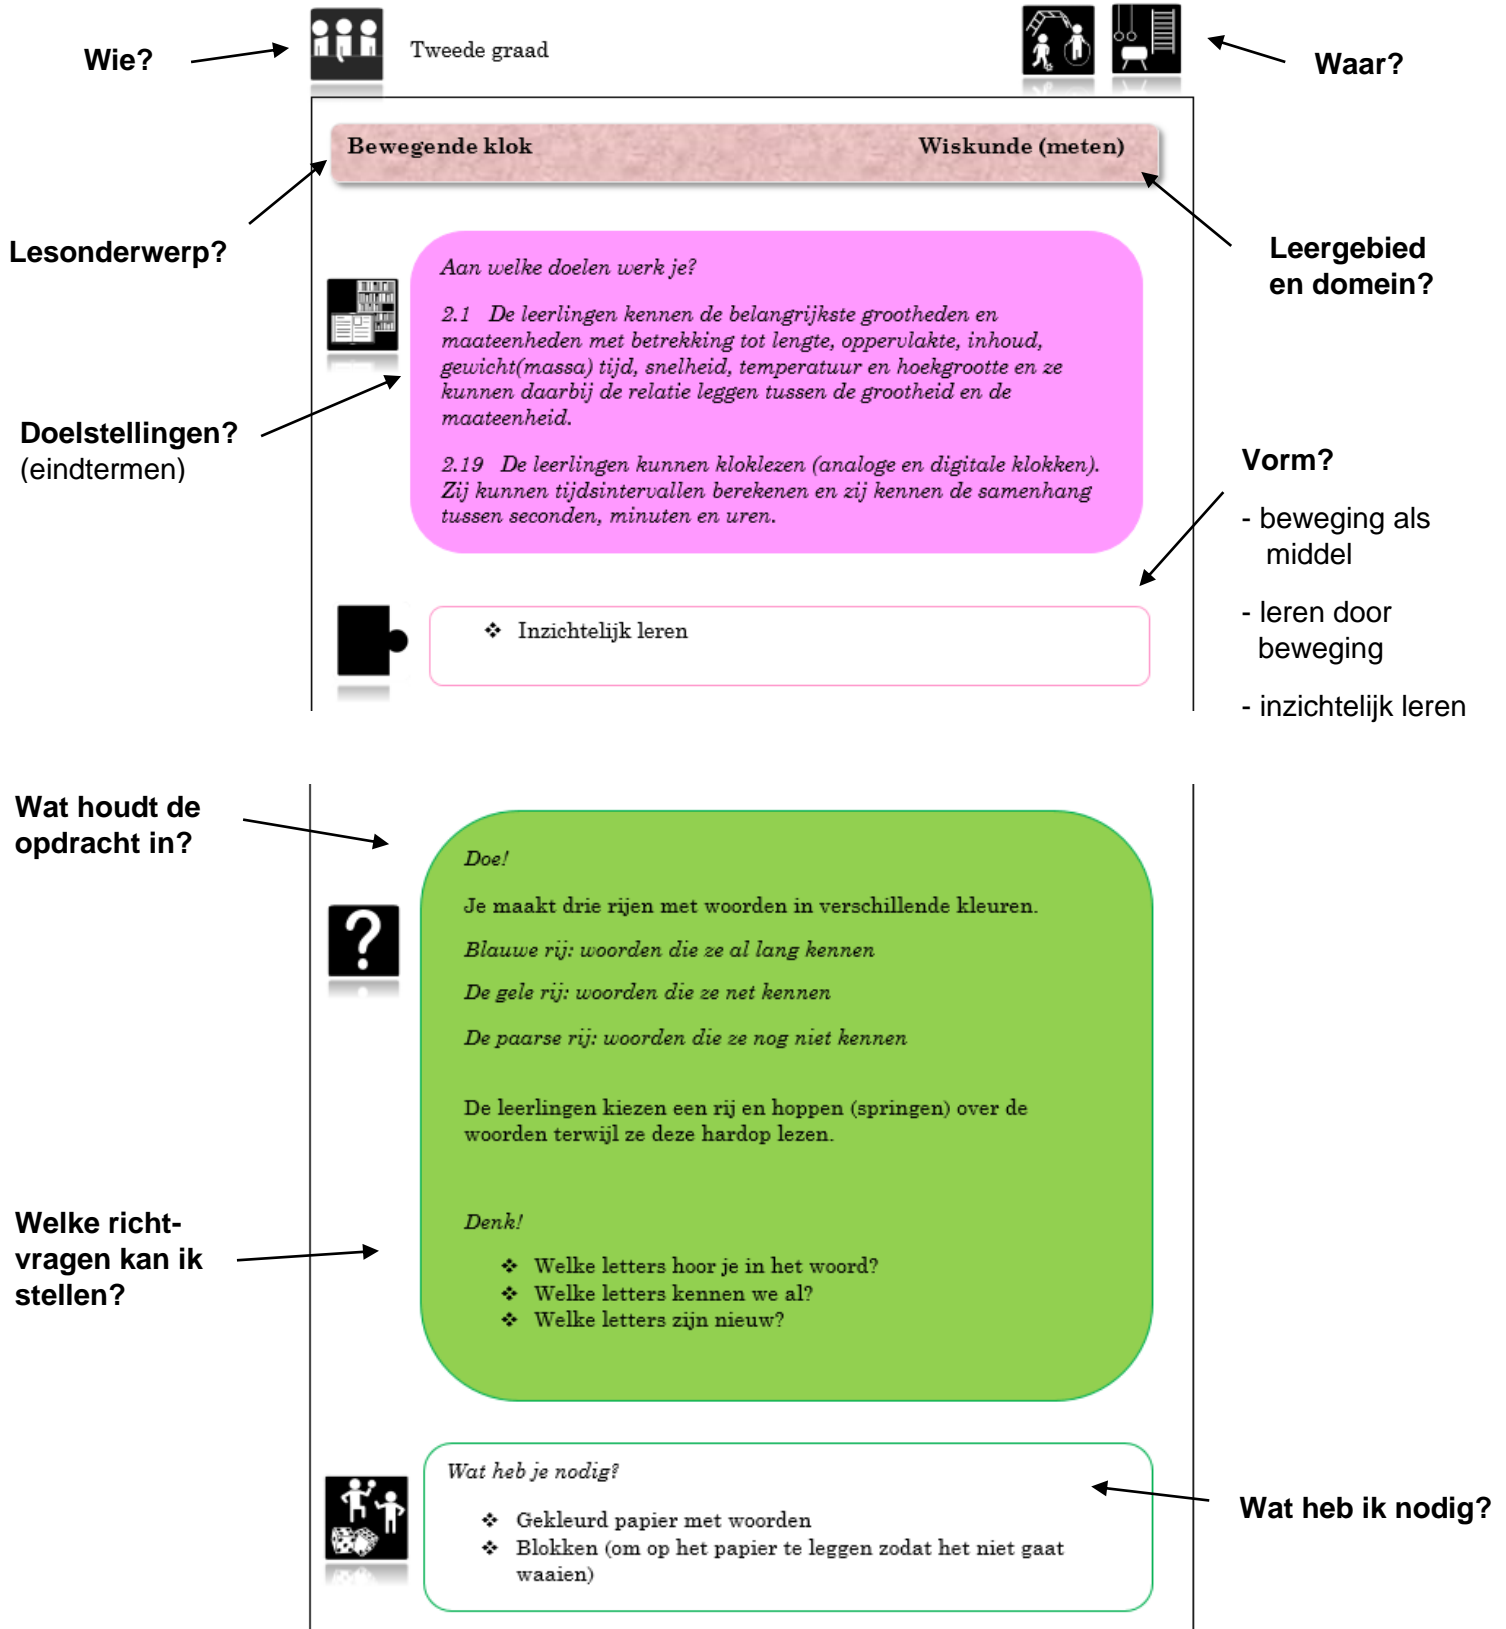 Wie?
Tweede graad
Waar?
Bewegende klok
Wiskunde (meten)
Lesonderwerp?
Leergebied
en domein?
Aan welke doelen werk je?
2.1 De leerlingen kennen de belangrijkste grootheden en
maateenheden met betrekking tot lengte, oppervlakte, inhoud,
gewicht(massa) tijd, snelheid, temperatuur en hoekgrootte en ze
kunnen daarbij de relatie leggen tussen de grootheid en de
maateenheid.
2.19 De leerlingen kunnen kloklezen (analoge en digitale klokken).
Zij kunnen tijdsintervallen berekenen en zij kennen de samenhang
tussen seconden, minuten en uren.
Doelstellingen?
(eindtermen)
Vorm?
- beweging als
middel
- leren door
beweging
- inzichtelijk leren
❖ Inzichtelijk leren
Wat houdt de
opdracht in?
Doe!
Je maakt drie rijen met woorden in verschillende kleuren.
Blauwe rij: woorden die ze al lang kennen
De gele rij: woorden die ze net kennen
De paarse rij: woorden die ze nog niet kennen
De leerlingen kiezen een rij en hoppen (springen) over de
woorden terwijl ze deze hardop lezen.
Welke richt-
vragen kan ik
stellen?
Denk!
❖ Welke letters hoor je in het woord?
❖ Welke letters kennen we al?
❖ Welke letters zijn nieuw?
Wat heb je nodig?
❖ Gekleurd papier met woorden
❖ Blokken (om op het papier te leggen zodat het niet gaat
waaien)
Wat heb ik nodig?